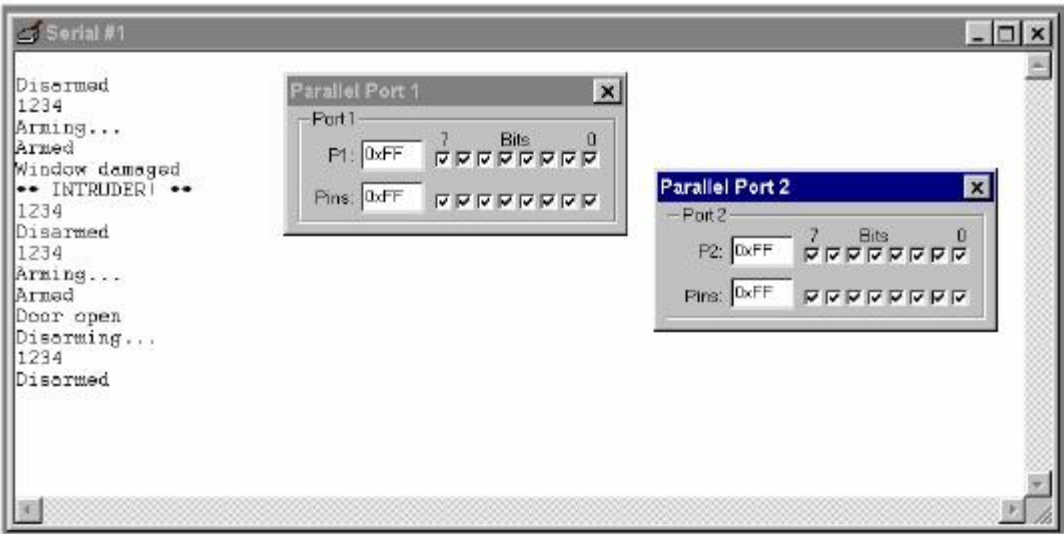 Serial #1
Disarmed
1234
Arming...
Armed
Window damaged
** INTRUDER! **
1234
Disarmed
1234
Arming...
Armed
Door open
Disarming...
1234
Disarmed
Parallel Port 1
Port 1
7 Bits 0
P1: 0xFF
Pins: 0xFF
Parallel Port 2
Port 2
7 Bits 0
P2: 0xFF
Pins: 0xFF